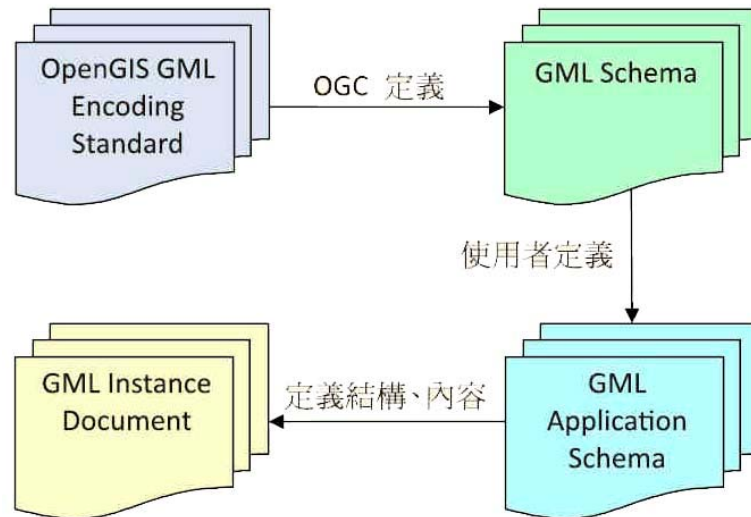 OpenGIS GML
Encoding
Standard
OGC 定義
GML Schema
使用者定義
GML
Application
Schema
定義結構、內容
GML Instance
Document